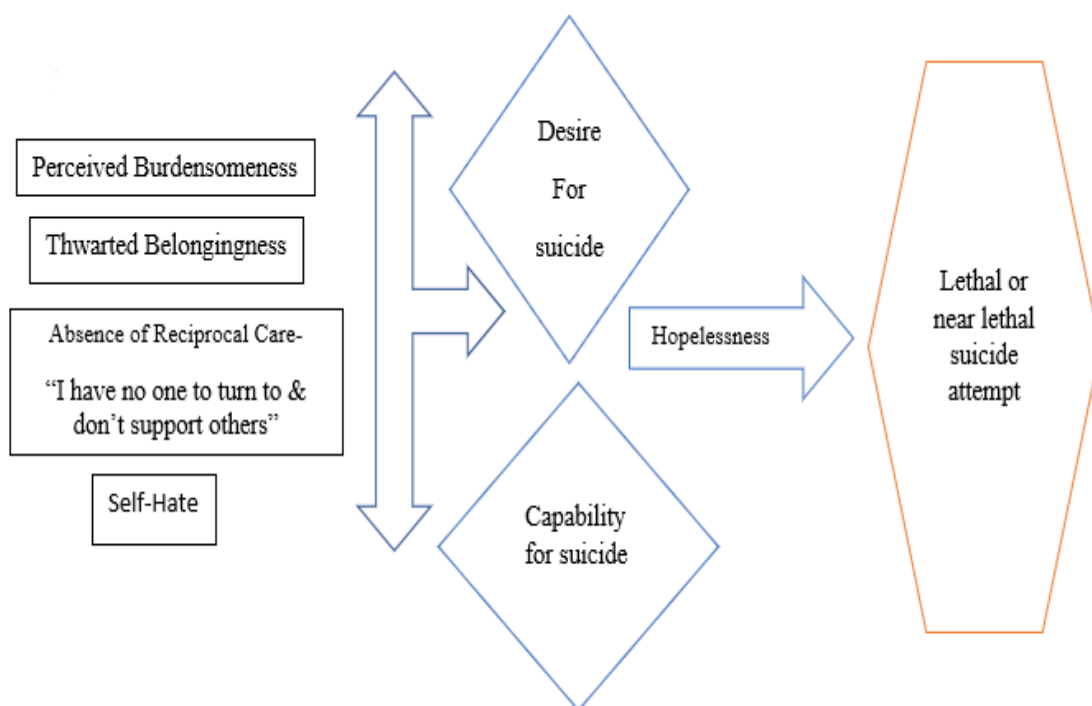 Perceived Burdensomeness
Thwarted Belongingness
Absence of Reciprocal Care-
“I have no one to turn to &
don’t support others”
Self-Hate
Desire
For
suicide
Capability
for suicide
Hopelessness
Lethal or
near lethal
suicide
attempt